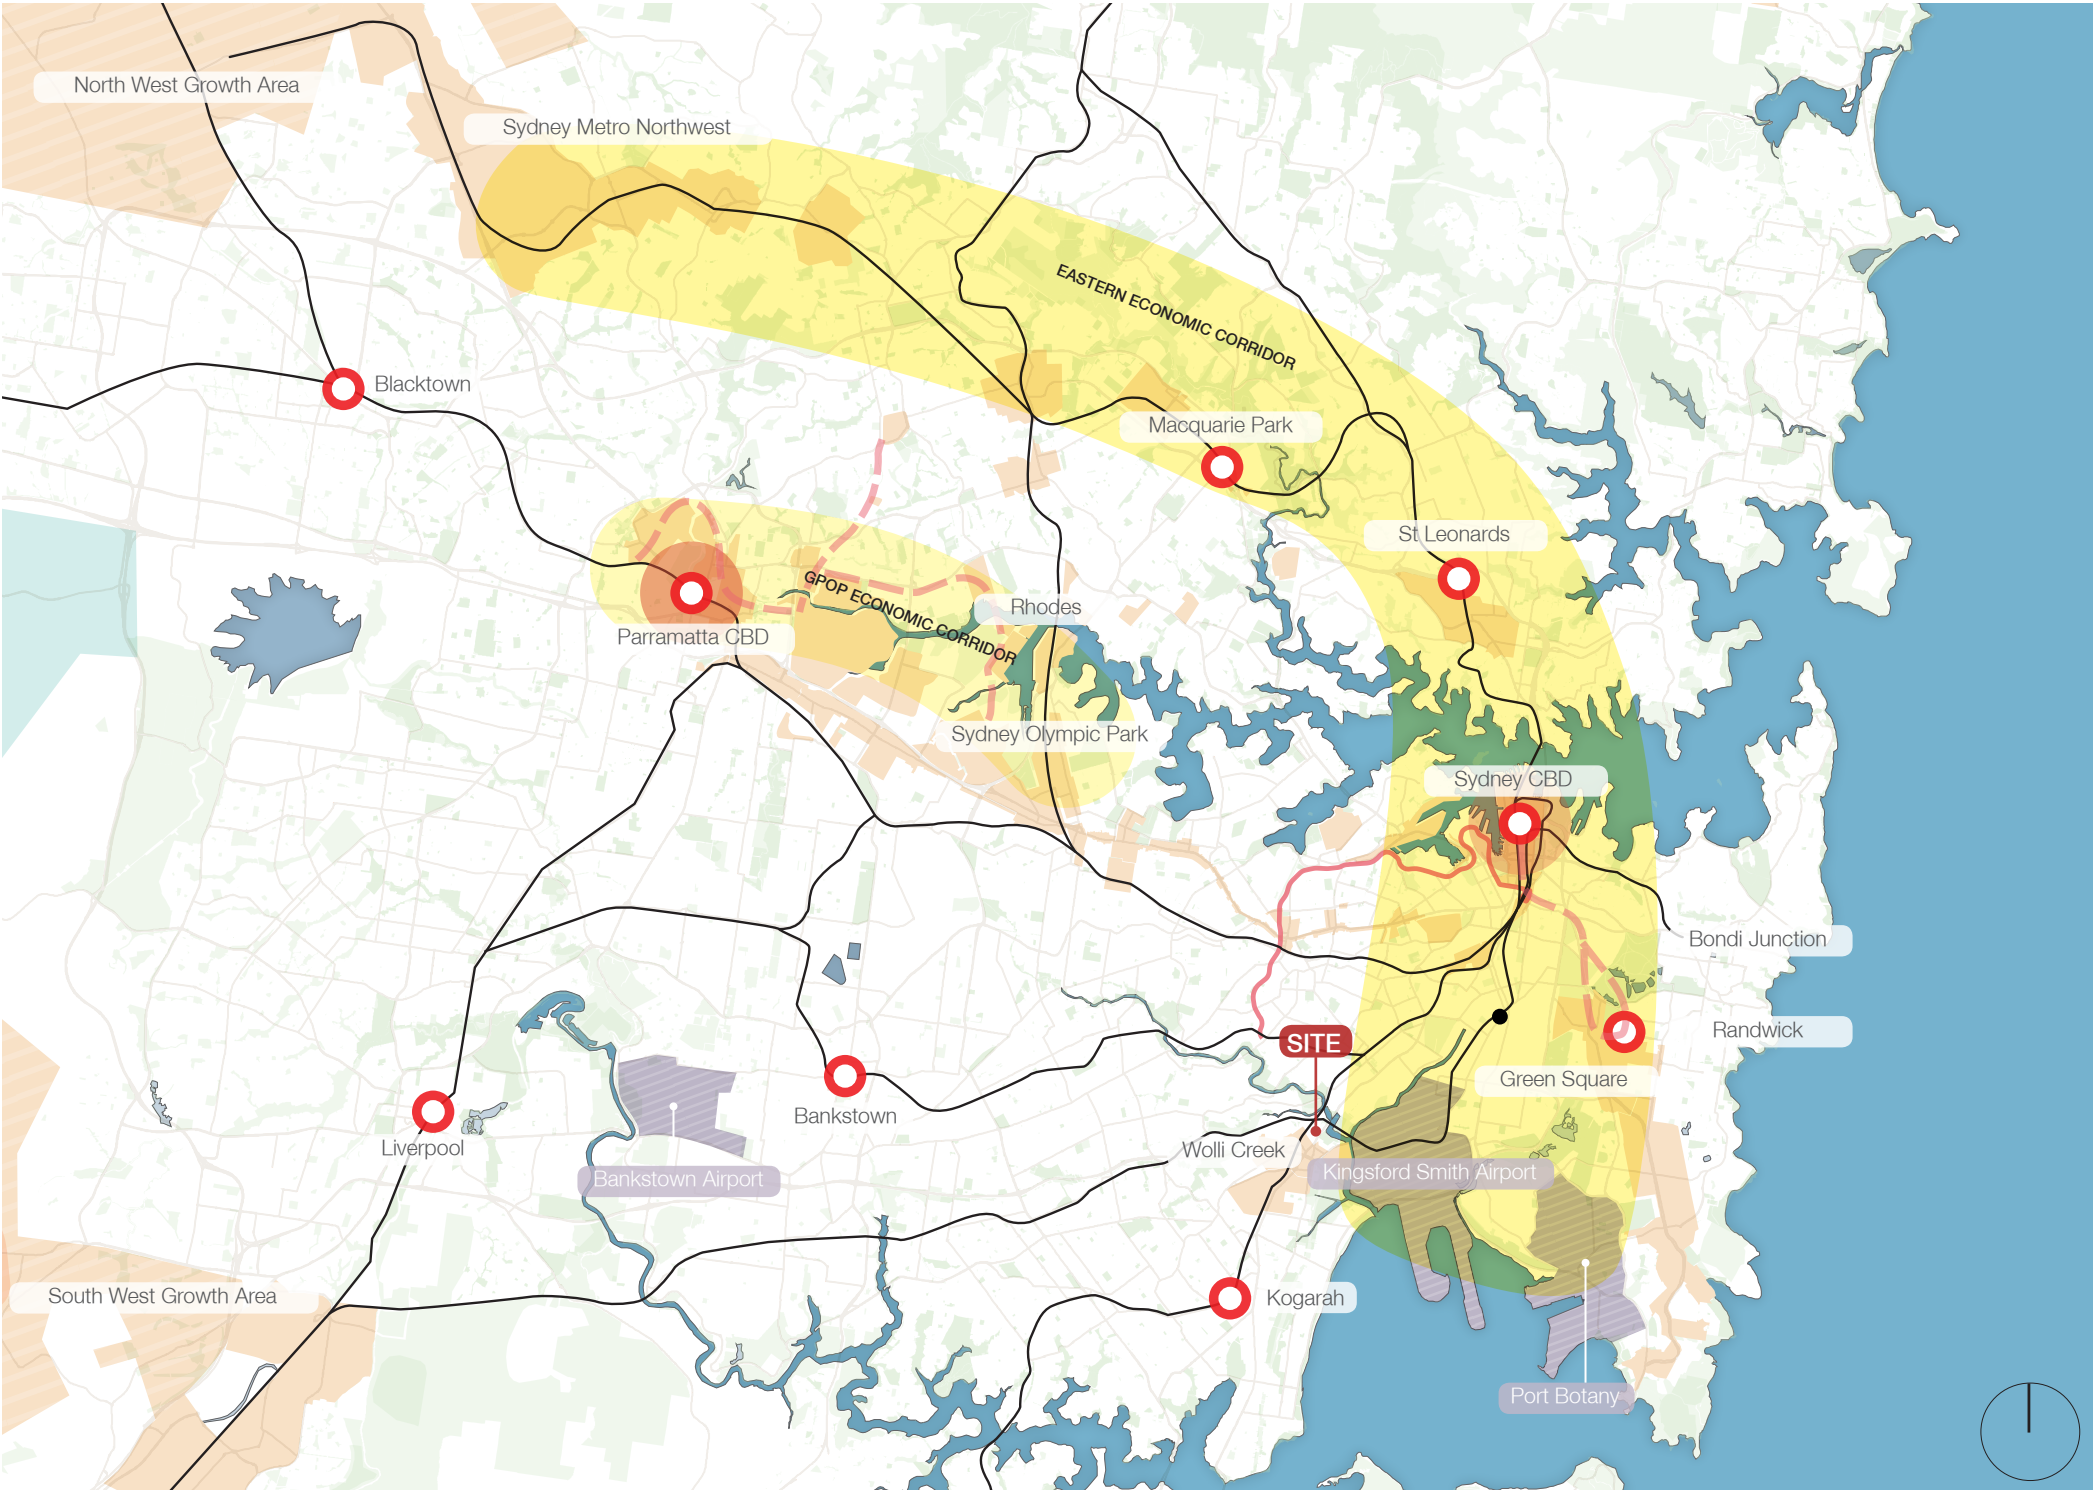 North West Growth Area
Sydney Metro Northwest
EASTERN ECONOMIC CORRIDOR
Blacktown
Macquarie Park
St Leonards
GPOP ECONOMIC CORRIDOR
Rhodes
Parramatta CBD
Sydney Olympic Park
Sydney CBD
Bondi Junction
Randwick
SITE
Green Square
Bankstown
Liverpool
Wolli Creek
Bankstown Airport
Kingsford Smith Airport
South West Growth Area
Kogarah
Port Botany